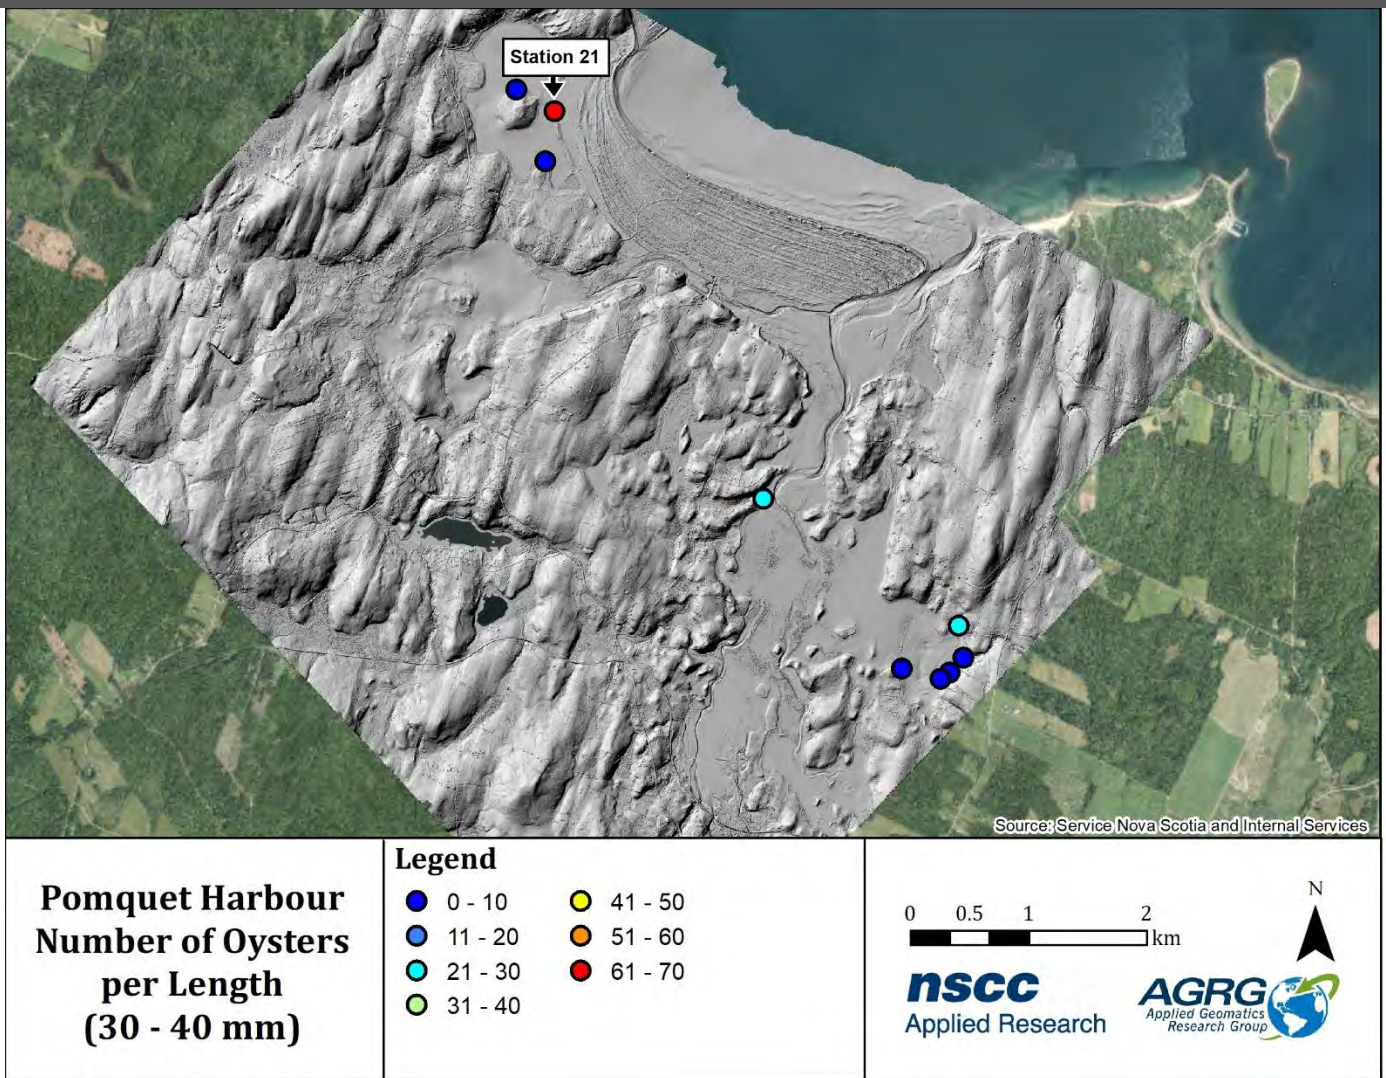 Station 21
Source: Service Nova Scotia and Internal Services
Pomquet Harbour
Number of Oysters
per Length
(30 - 40 mm)
Legend
0 - 10
11 - 20
21 - 30
31 - 40
41 - 50
51 - 60
61 - 70
0 0.5 1 2
km
N
nscc
Applied Research
AGRG
Applied Geomatics
Research Group